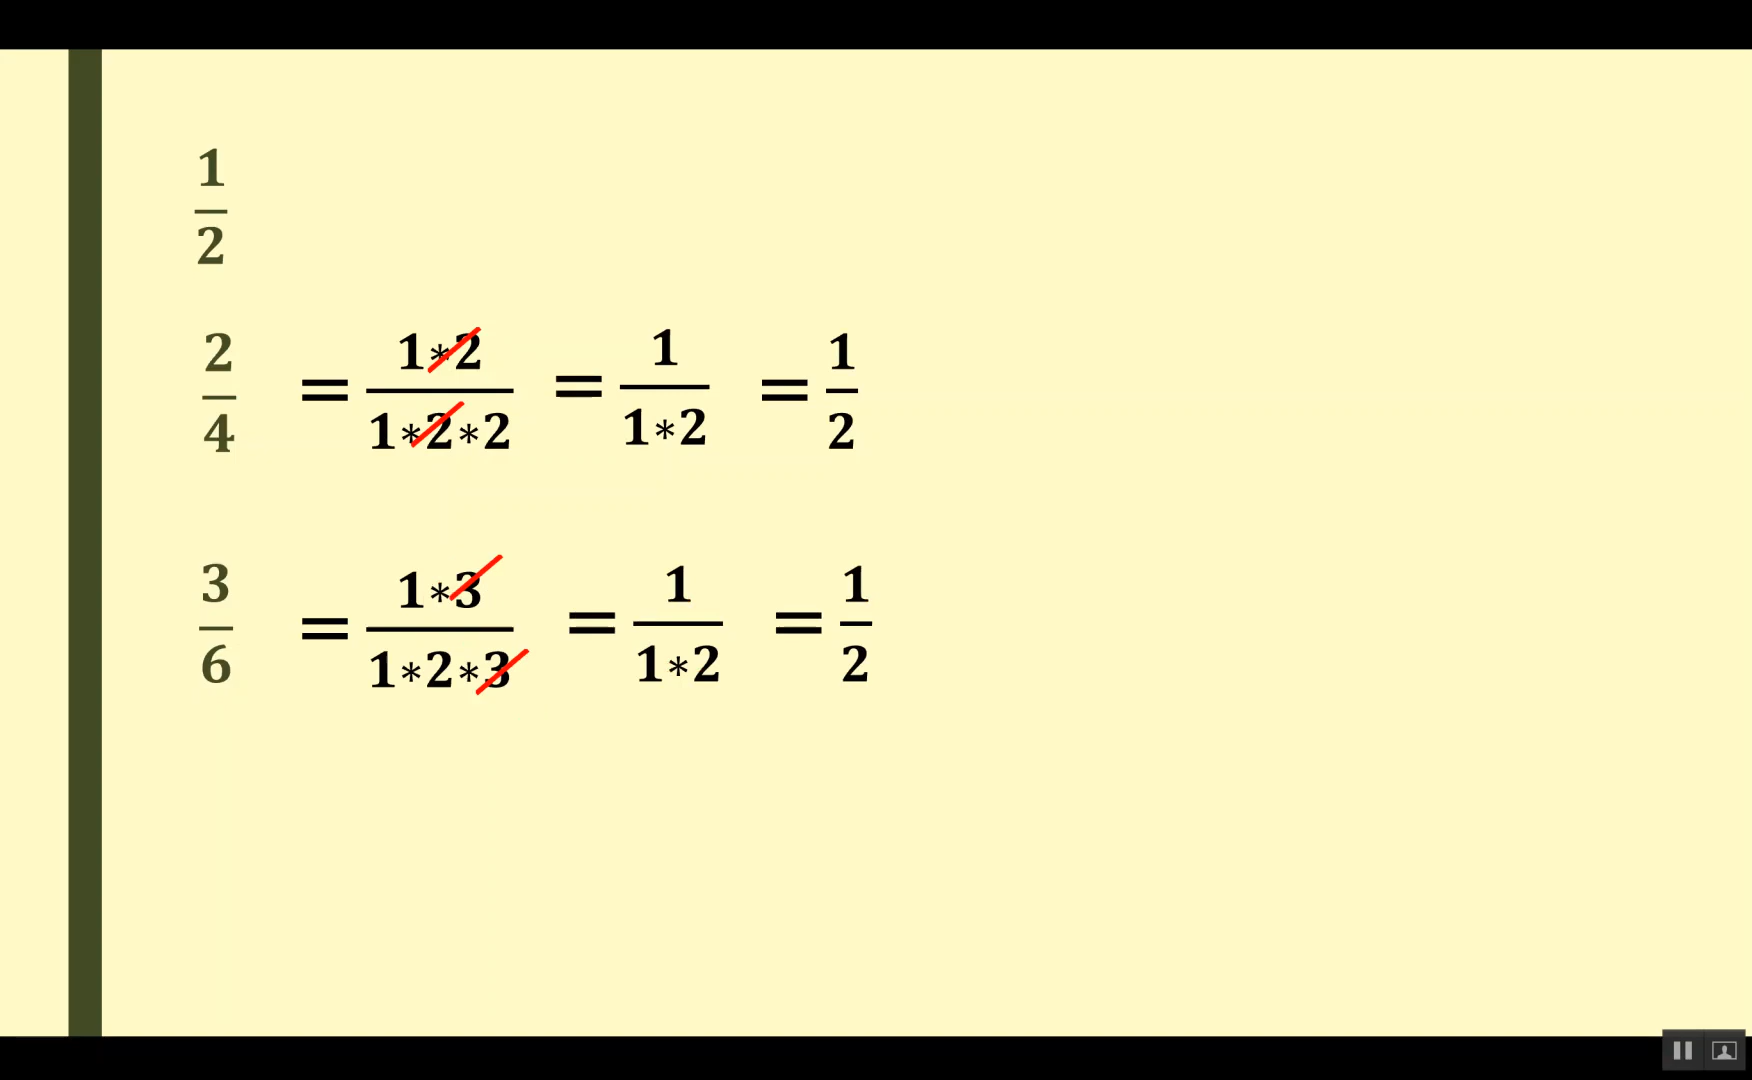 1/2
2/4 = 1*2/1*2*2 = 1/1*2 = 1/2
3/6 = 1*3/1*2*3 = 1/1*2 = 1/2